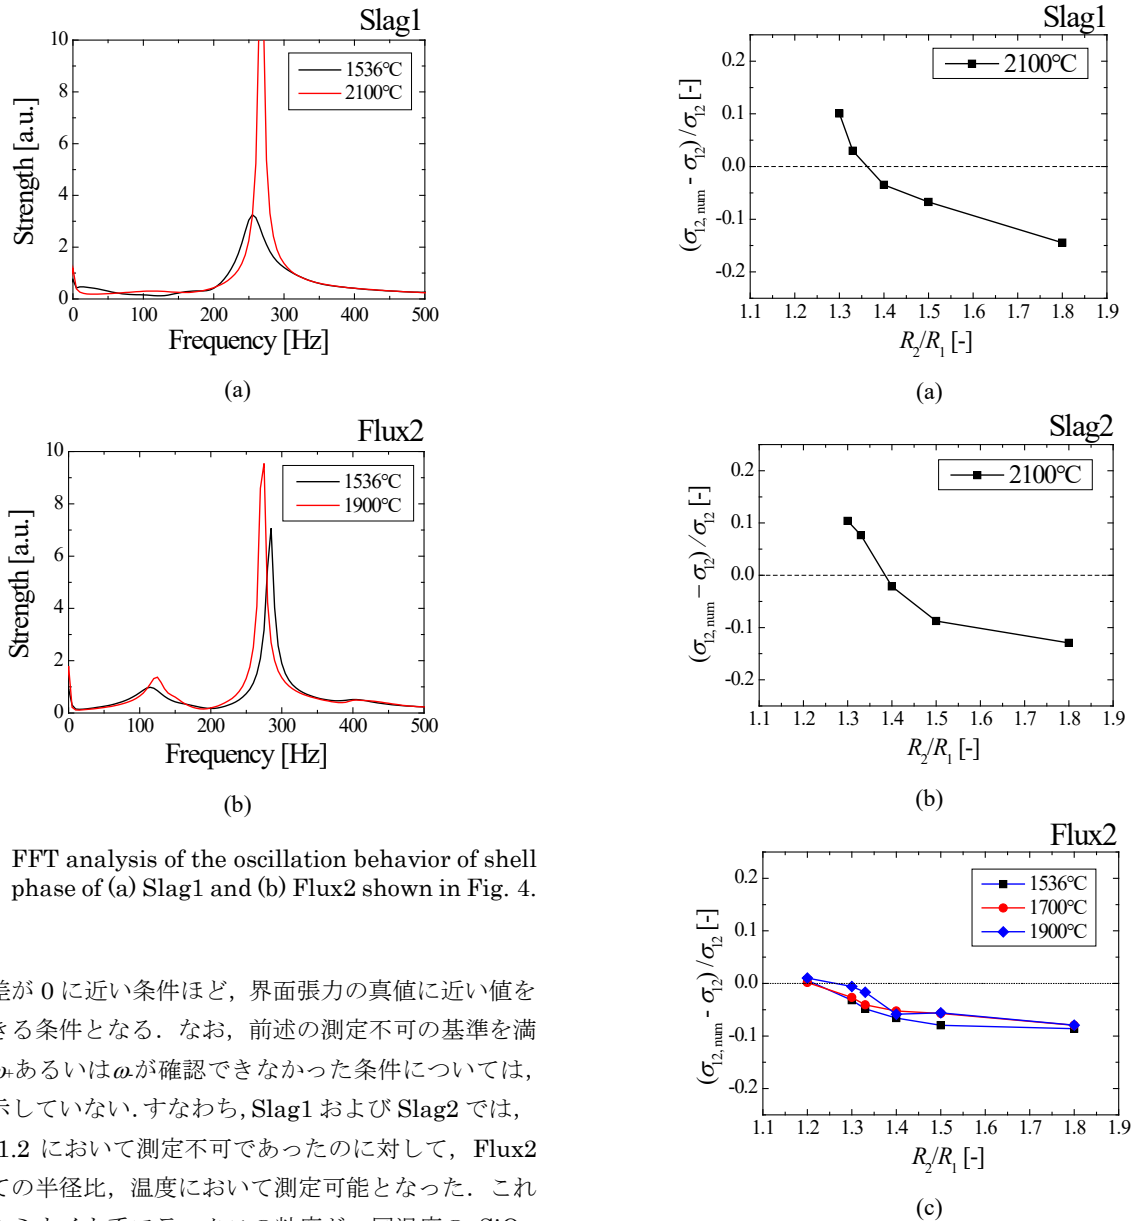 Slag1
1536°C
2100°C
10
8
6
4
2
0
0 100 200 300 400 500
Strength [a.u.]
Frequency [Hz]
(a)
Flux2
1536°C
1900°C
10
8
6
4
2
0
0 100 200 300 400 500
Strength [a.u.]
Frequency [Hz]
(b)
FFT analysis of the oscillation behavior of shell
phase of (a) Slag1 and (b) Flux2 shown in Fig. 4.
差が 0 に近い条件ほど，界面張力の真値に近い値を
きる条件となる．なお，前述の測定不可の基準を満
あるいはω-が確認できなかった条件については，
示していない．すなわち，Slag1 および Slag2 では，
1.2 において測定不可であったのに対して，Flux2
ての半径比，温度において測定可能となった．これ
Slag1
2100°C
0.2
0.1
0.0
-0.1
-0.2
1.1 1.2 1.3 1.4 1.5 1.6 1.7 1.8 1.9
(σ12, num - σ12) / σ12 [-]
R2/R1 [-]
(a)
Slag2
2100°C
0.2
0.1
0.0
-0.1
-0.2
1.1 1.2 1.3 1.4 1.5 1.6 1.7 1.8 1.9
(σ12, num − σ12) / σ12 [-]
R2/R1 [-]
(b)
Flux2
1536°C
1700°C
1900°C
0.2
0.1
0.0
-0.1
-0.2
1.1 1.2 1.3 1.4 1.5 1.6 1.7 1.8 1.9
(σ12, num - σ12) / σ12 [-]
R2/R1 [-]
(c)